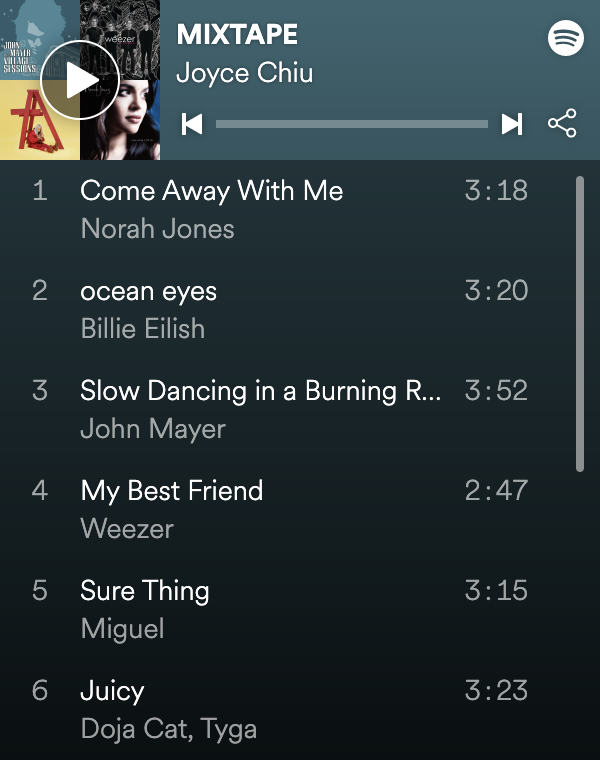 JOHN
MAYER
VILLAGE
SESSIONS
weezer
MIXTAPE
Joyce Chiu
1 Come Away With Me 3:18
Norah Jones
2 ocean eyes 3:20
Billie Eilish
3 Slow Dancing in a Burning R... 3:52
John Mayer
4 My Best Friend 2:47
Weezer
5 Sure Thing 3:15
Miguel
6 Juicy 3:23
Doja Cat, Tyga